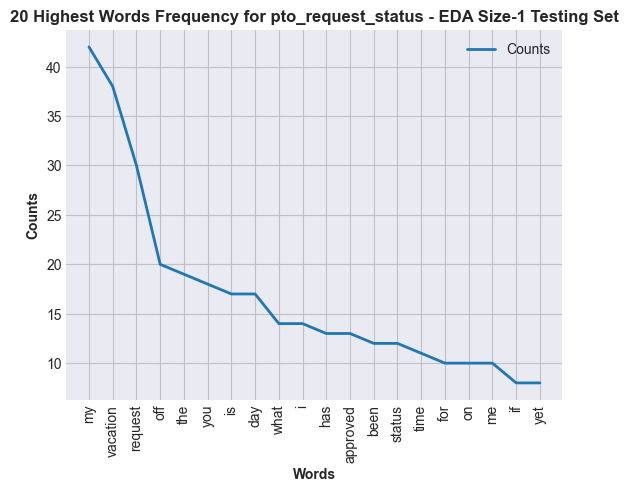 20 Highest Words Frequency for pto_request_status - EDA Size-1 Testing Set
Counts
40
35
30
25
20
15
10
Counts
my
vacation
request
off
the
you
is
day
what
i
has
approved
been
status
time
for
on
me
if
yet
Words